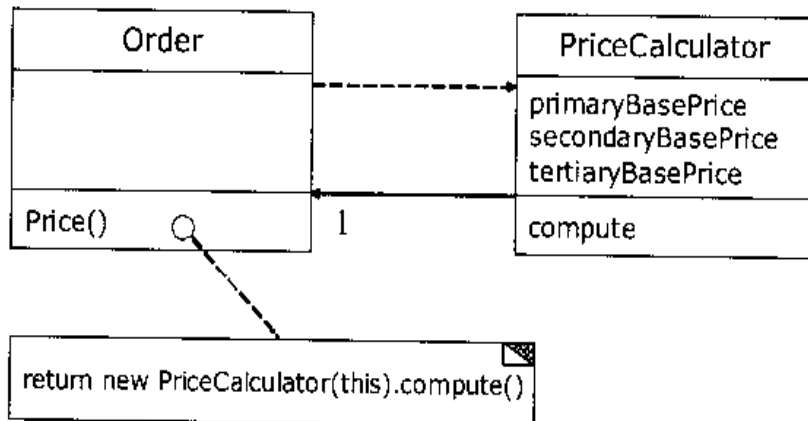 Order
Price()
1
PriceCalculator
primaryBasePrice
secondaryBasePrice
tertiaryBasePrice
compute
return new PriceCalculator(this).compute()